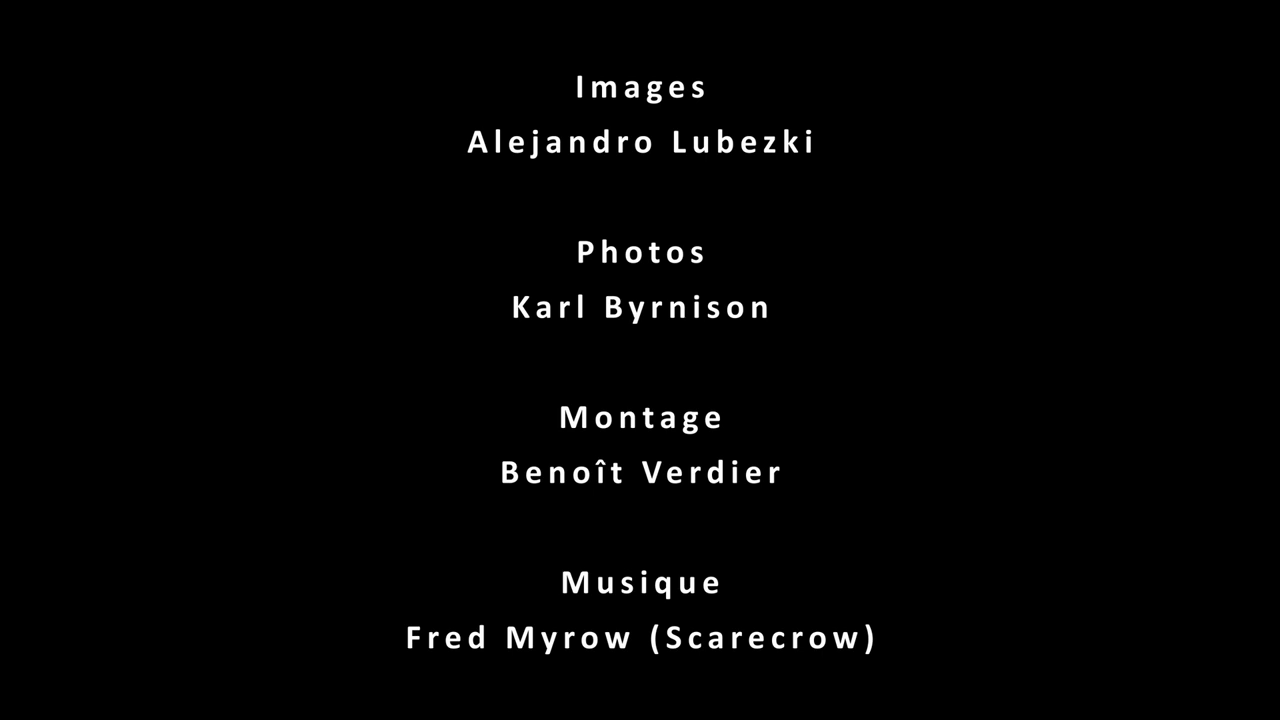 Images
Alejandro Lubezki
Photos
Karl Byrnison
Montage
Benoît Verdier
Musique
Fred Myrow (Scarecrow)